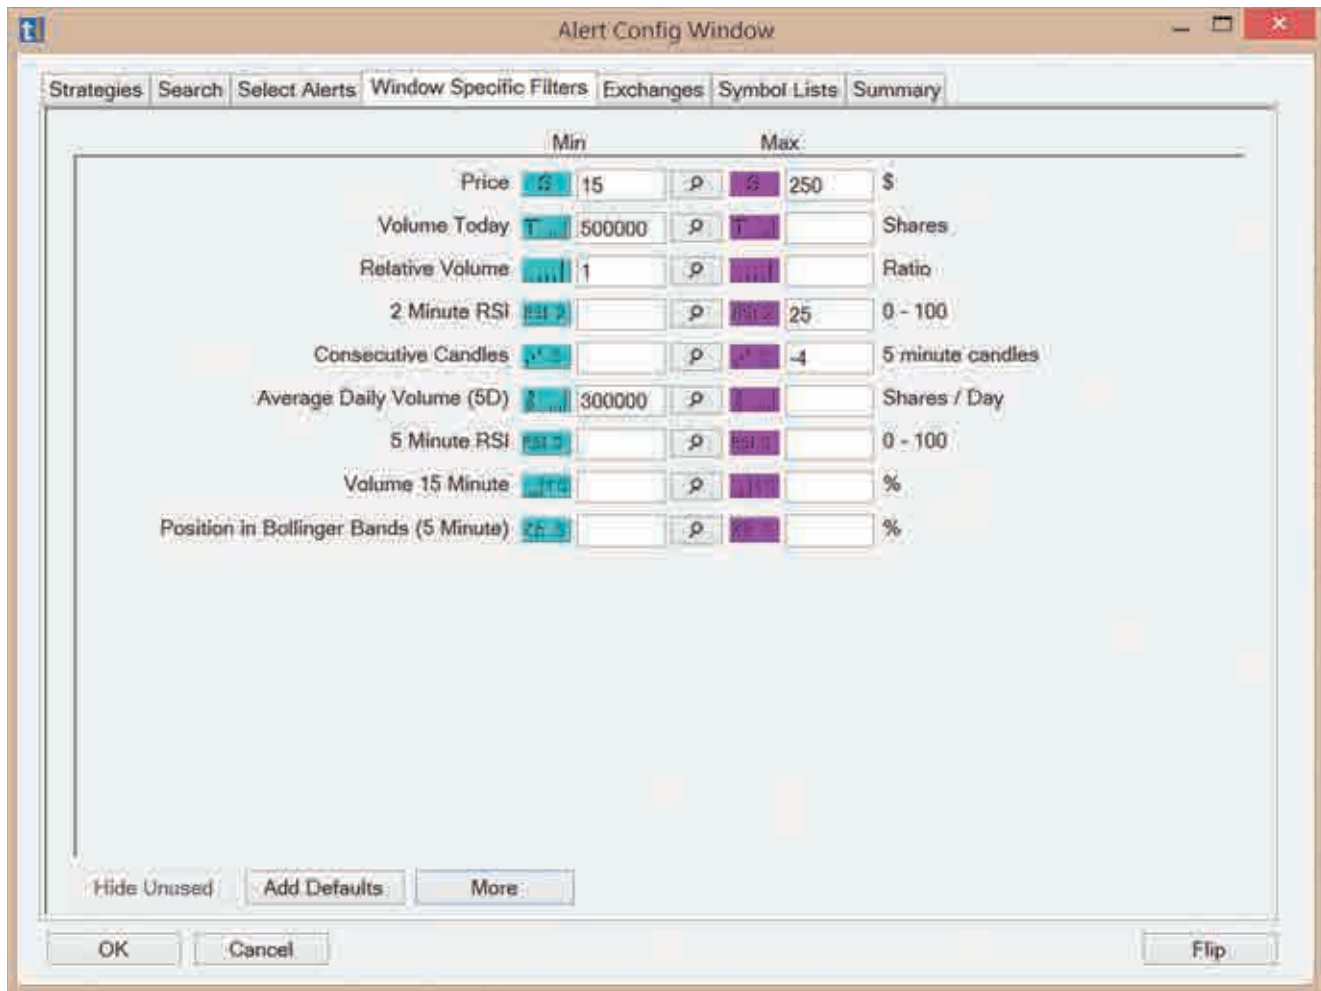 t
Alert Config Window
Strategies Search Select Alerts Window Specific Filters Exchanges Symbol Lists Summary
Min Max
Price 15 250 $
Volume Today 500000 Shares
Relative Volume 1 Ratio
2 Minute RSI 25 0 - 100
Consecutive Candles -4 5 minute candles
Average Daily Volume (5D) 300000 Shares / Day
5 Minute RSI 0 - 100
Volume 15 Minute %
Position in Bollinger Bands (5 Minute) %
Hide Unused Add Defaults More
OK Cancel Flip